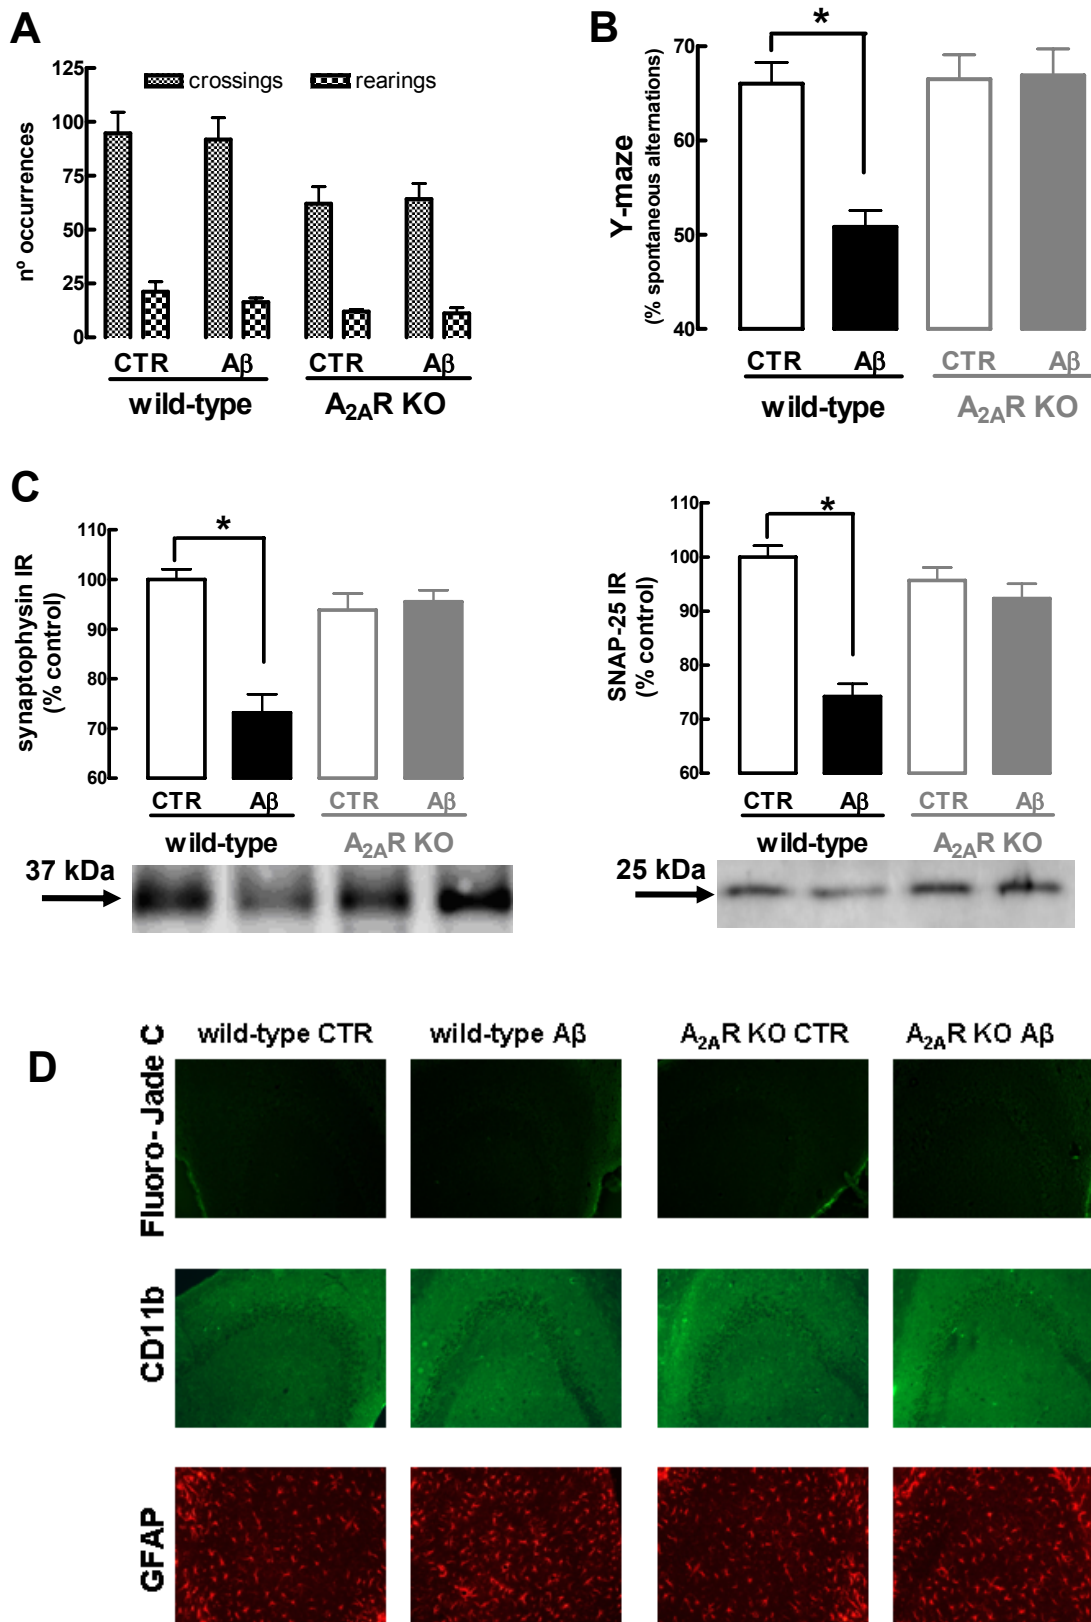 A
125
100
75
50
25
0
nº occurrences
crossings
rearings
CTR Aβ CTR Aβ
wild-type A2AR KO
B
70
60
50
40
Y-maze
(% spontaneous alternations)
*
CTR Aβ CTR Aβ
wild-type A2AR KO
C
110
100
90
80
70
60
synaptophysin IR
(% control)
*
CTR Aβ CTR Aβ
wild-type A2AR KO
37 kDa
110
100
90
80
70
60
SNAP-25 IR
(% control)
*
CTR Aβ CTR Aβ
wild-type A2AR KO
25 kDa
D
wild-type CTR wild-type Aβ A2AR KO CTR A2AR KO Aβ
Fluoro-Jade C
CD11b
GFAP